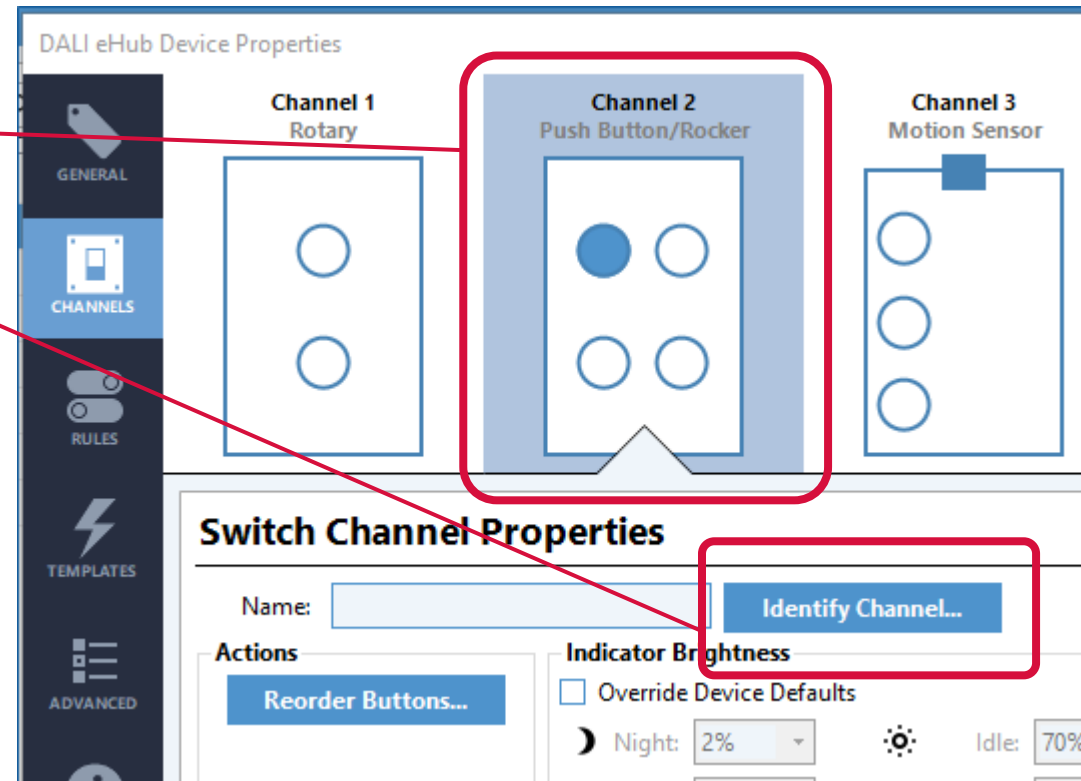 DALI eHub Device Properties
GENERAL
CHANNELS
RULES
TEMPLATES
ADVANCED
Channel 1
Rotary
Channel 2
Push Button/Rocker
Channel 3
Motion Sensor
Switch Channel Properties
Name:
Identify Channel...
Actions
Reorder Buttons...
Indicator Brightness
Override Device Defaults
Night: 2%
Idle: 70%